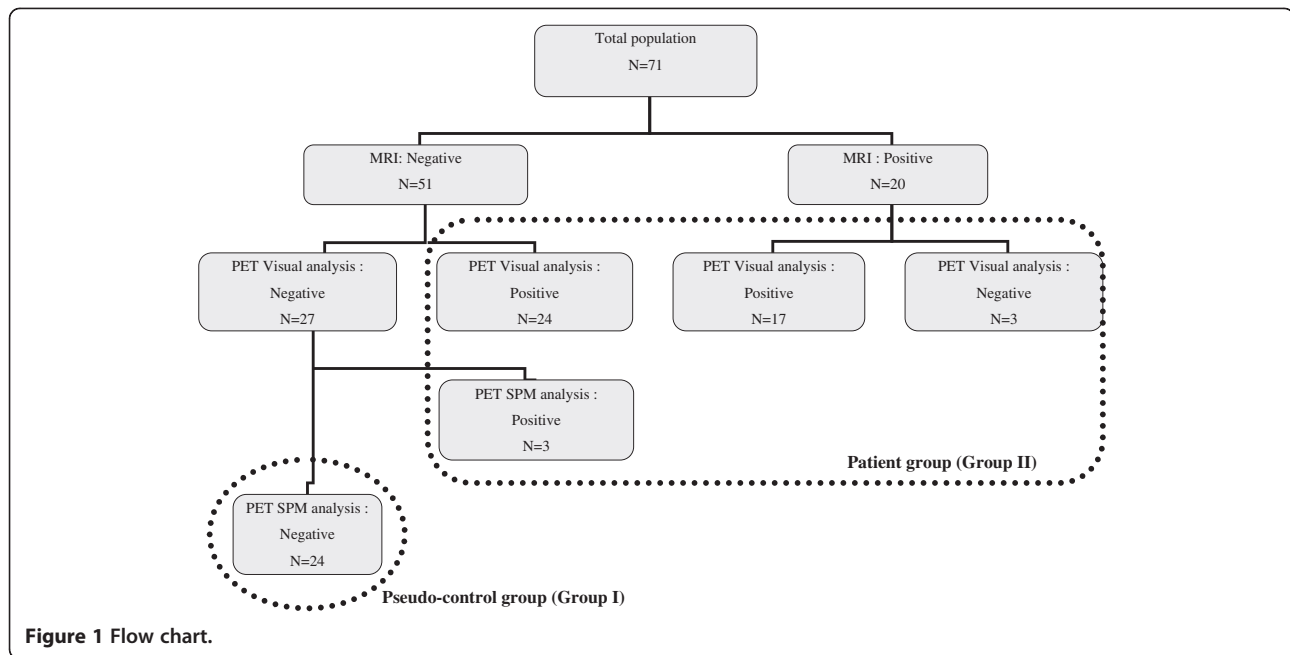 Total population
N=71
MRI: Negative
N=51
MRI : Positive
N=20
PET Visual analysis :
Negative
N=27
PET Visual analysis :
Positive
N=24
PET Visual analysis :
Positive
N=17
PET Visual analysis :
Negative
N=3
PET SPM analysis :
Positive
N=3
Patient group (Group II)
PET SPM analysis :
Negative
N=24
Pseudo-control group (Group I)
Figure 1 Flow chart.